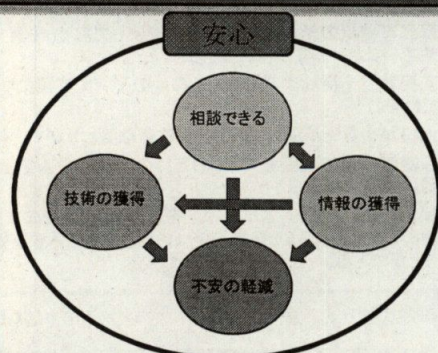 安心
相談できる
技術の獲得
情報の獲得
不安の軽減